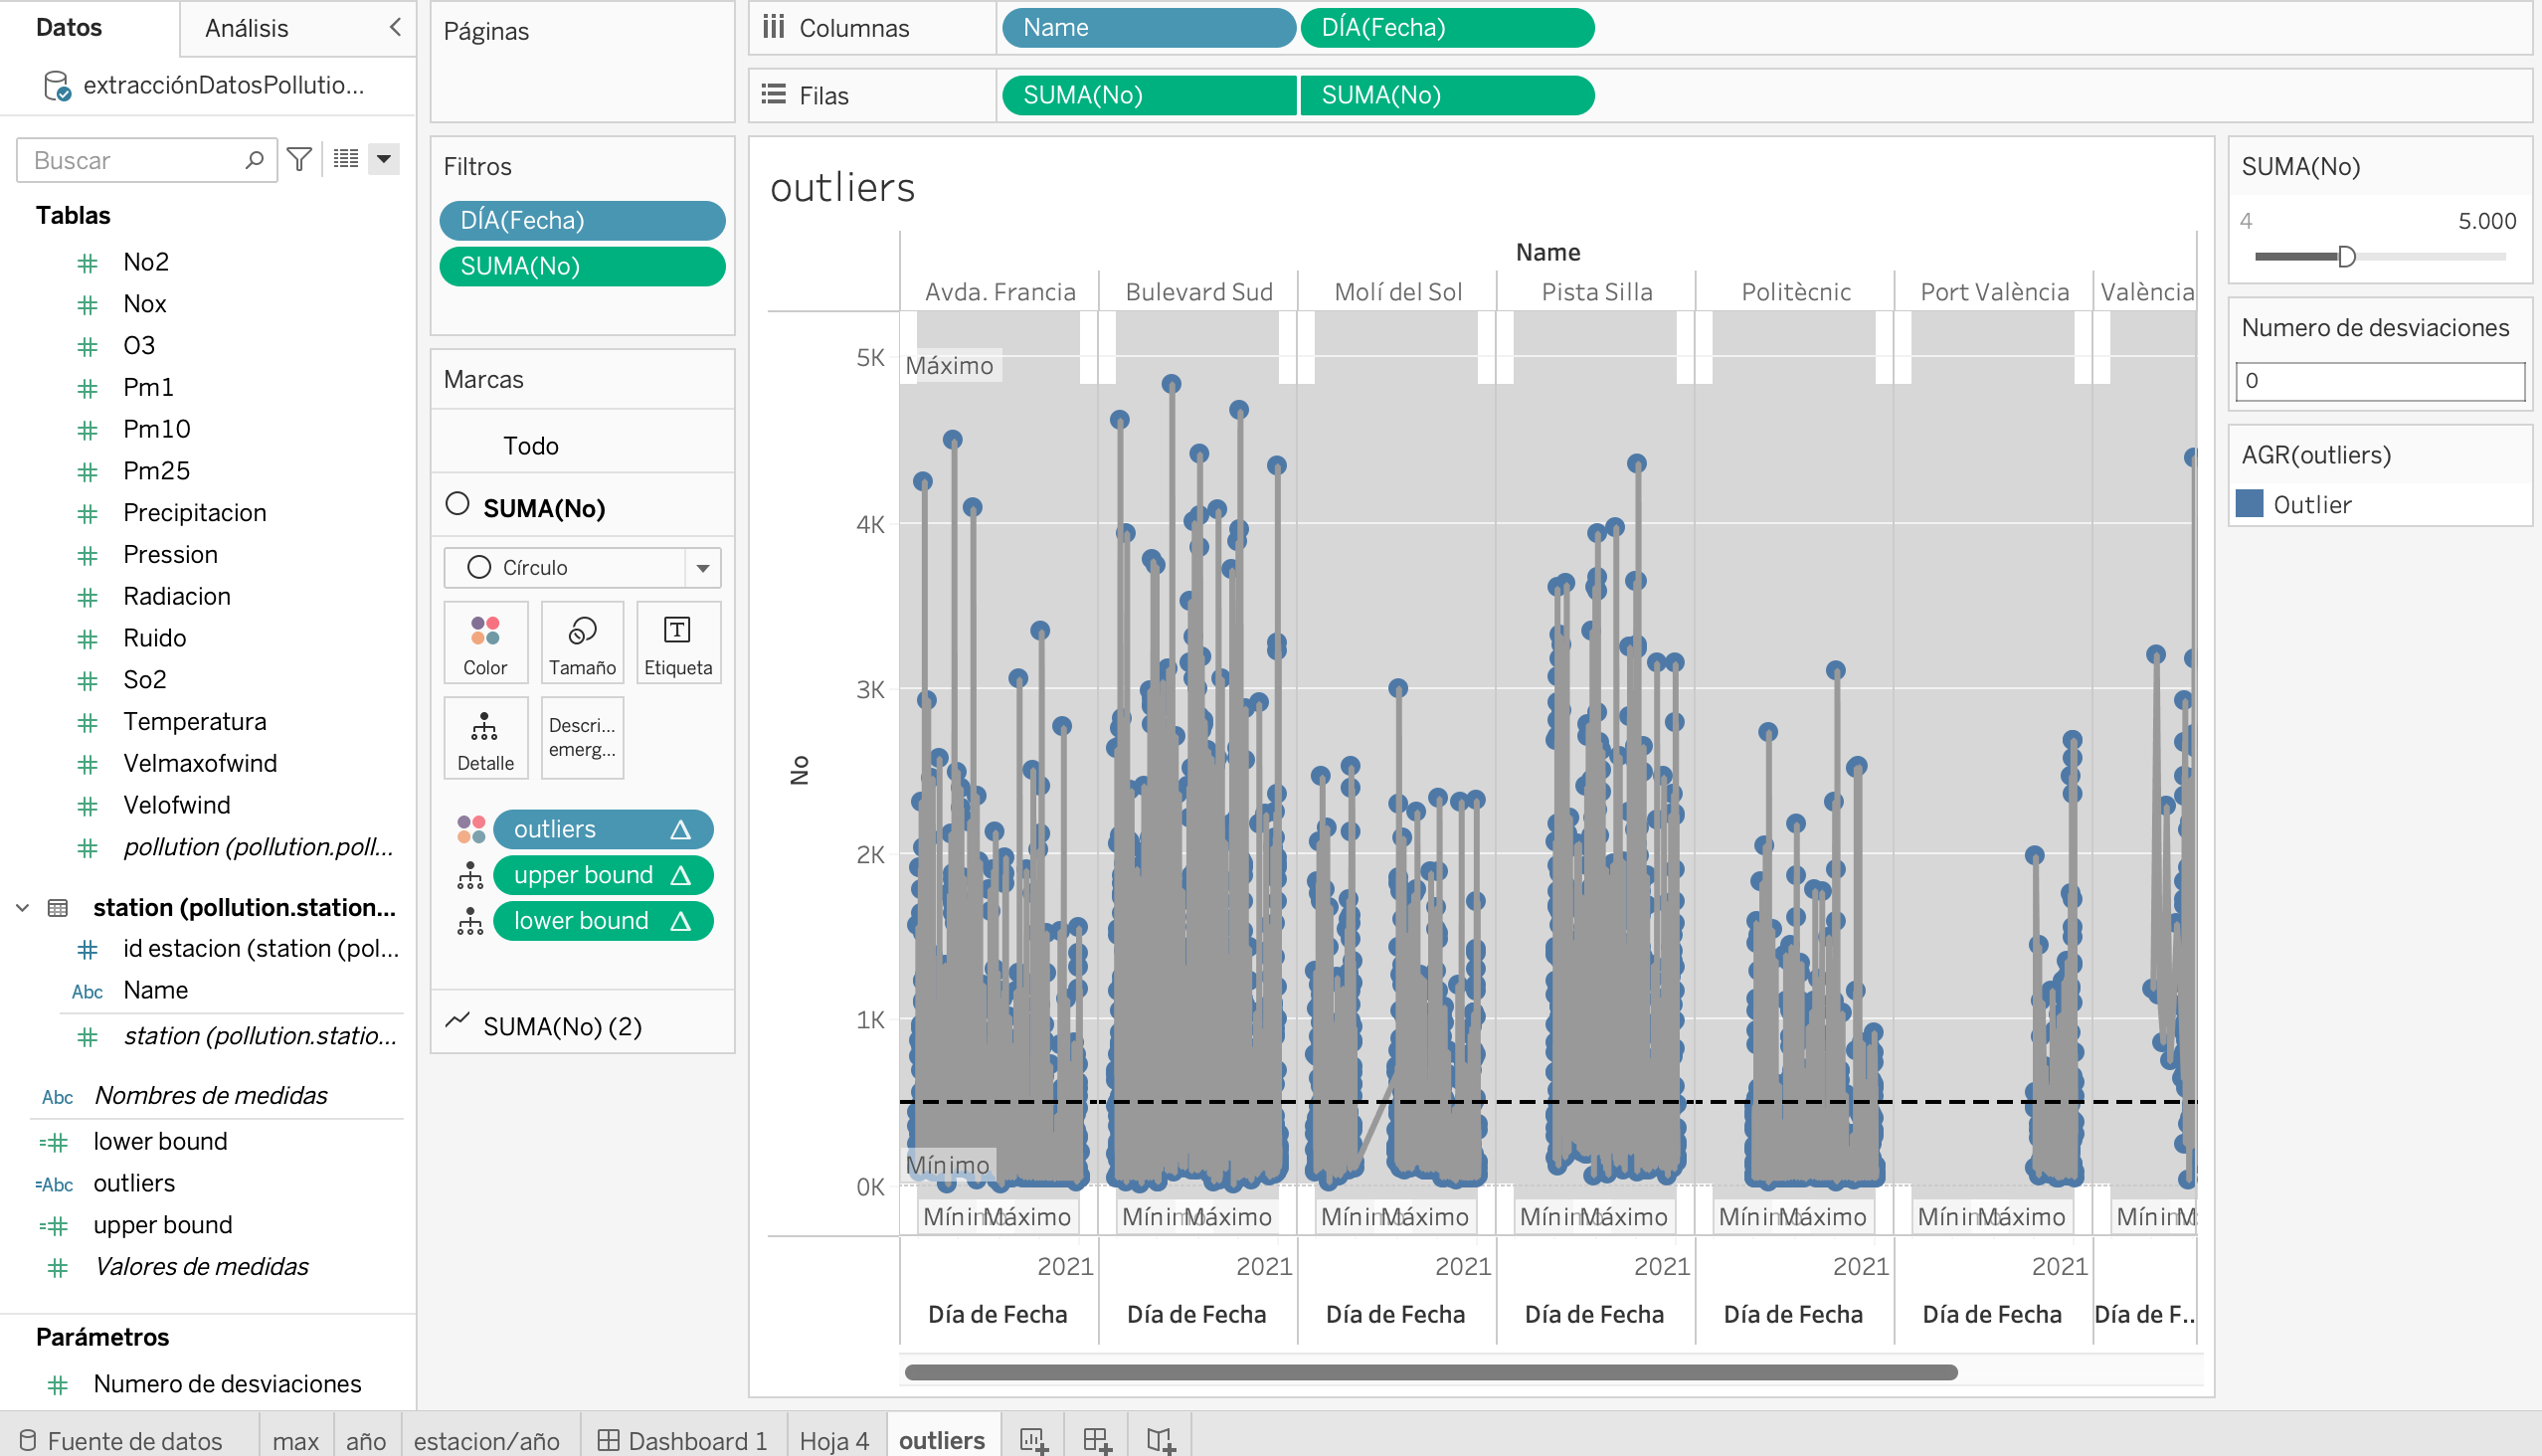 Datos
Análisis
extracciónDatosPollutio...
Buscar
Tablas
No2
Nox
O3
Pm1
Pm10
Pm25
Precipitacion
Pression
Radiacion
Ruido
So2
Temperatura
Velmaxofwind
Velofwind
pollution (pollution.poll...
station (pollution.station...
id estacion (station (pol...
Abc Name
station (pollution.statio...
Abc Nombres de medidas
lower bound
=Abc outliers
upper bound
Valores de medidas
Parámetros
Numero de desviaciones
Páginas
Filtros
DÍA(Fecha)
SUMA(No)
Marcas
Todo
SUMA(No)
Círculo
Color
Tamaño
Etiqueta
Detalle
Descri...
emerg...
outliers
upper bound
lower bound
SUMA(No) (2)
Columnas
Name
DÍA(Fecha)
Filas
SUMA(No)
SUMA(No)
outliers
Name
Avda. Francia
Bulevard Sud
Molí del Sol
Pista Silla
Politècnic
Port València
València
5K
4K
3K
2K
1K
0K
No
Máximo
Mínimo
Mínimo Máximo
Mínimo Máximo
Mínimo Máximo
Mínimo Máximo
Mínimo Máximo
Mínimo Máximo
2021
2021
2021
2021
2021
2021
Día de Fecha
Día de Fecha
Día de Fecha
Día de Fecha
Día de Fecha
Día de Fecha
Día de F..
SUMA(No)
4
5.000
Numero de desviaciones
0
AGR(outliers)
Outlier
Fuente de datos
max
año
estacion/año
Dashboard 1
Hoja 4
outliers